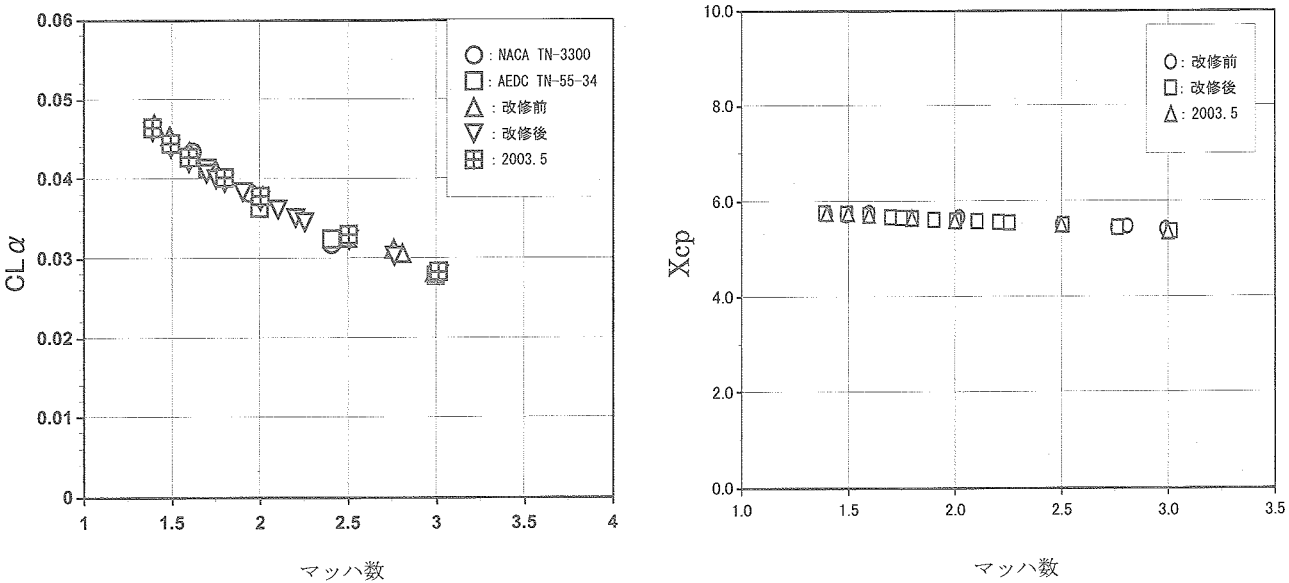 0.06
0.05
0.04
0.03
0.02
0.01
0
CLα
1 1.5 2 2.5 3 3.5 4
マッハ数
○ : NACA TN-3300
□ : AEDC TN-55-34
△ : 改修前
▽ : 改修後
⊞ : 2003.5
10.0
8.0
6.0
4.0
2.0
0.0
Xcp
1.0 1.5 2.0 2.5 3.0 3.5
マッハ数
○ : 改修前
□ : 改修後
△ : 2003.5